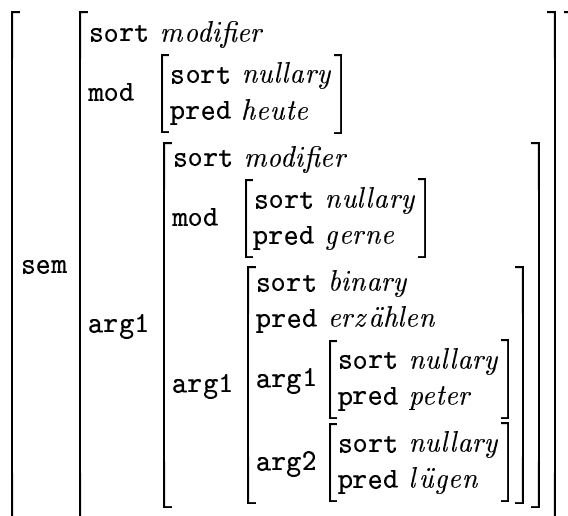 sort modifier
mod sort nullary
pred heute
sort modifier
mod sort nullary
pred gerne
sem
arg1
sort binary
pred erzählen
arg1
arg1 sort nullary
pred peter
arg2 sort nullary
pred lügen